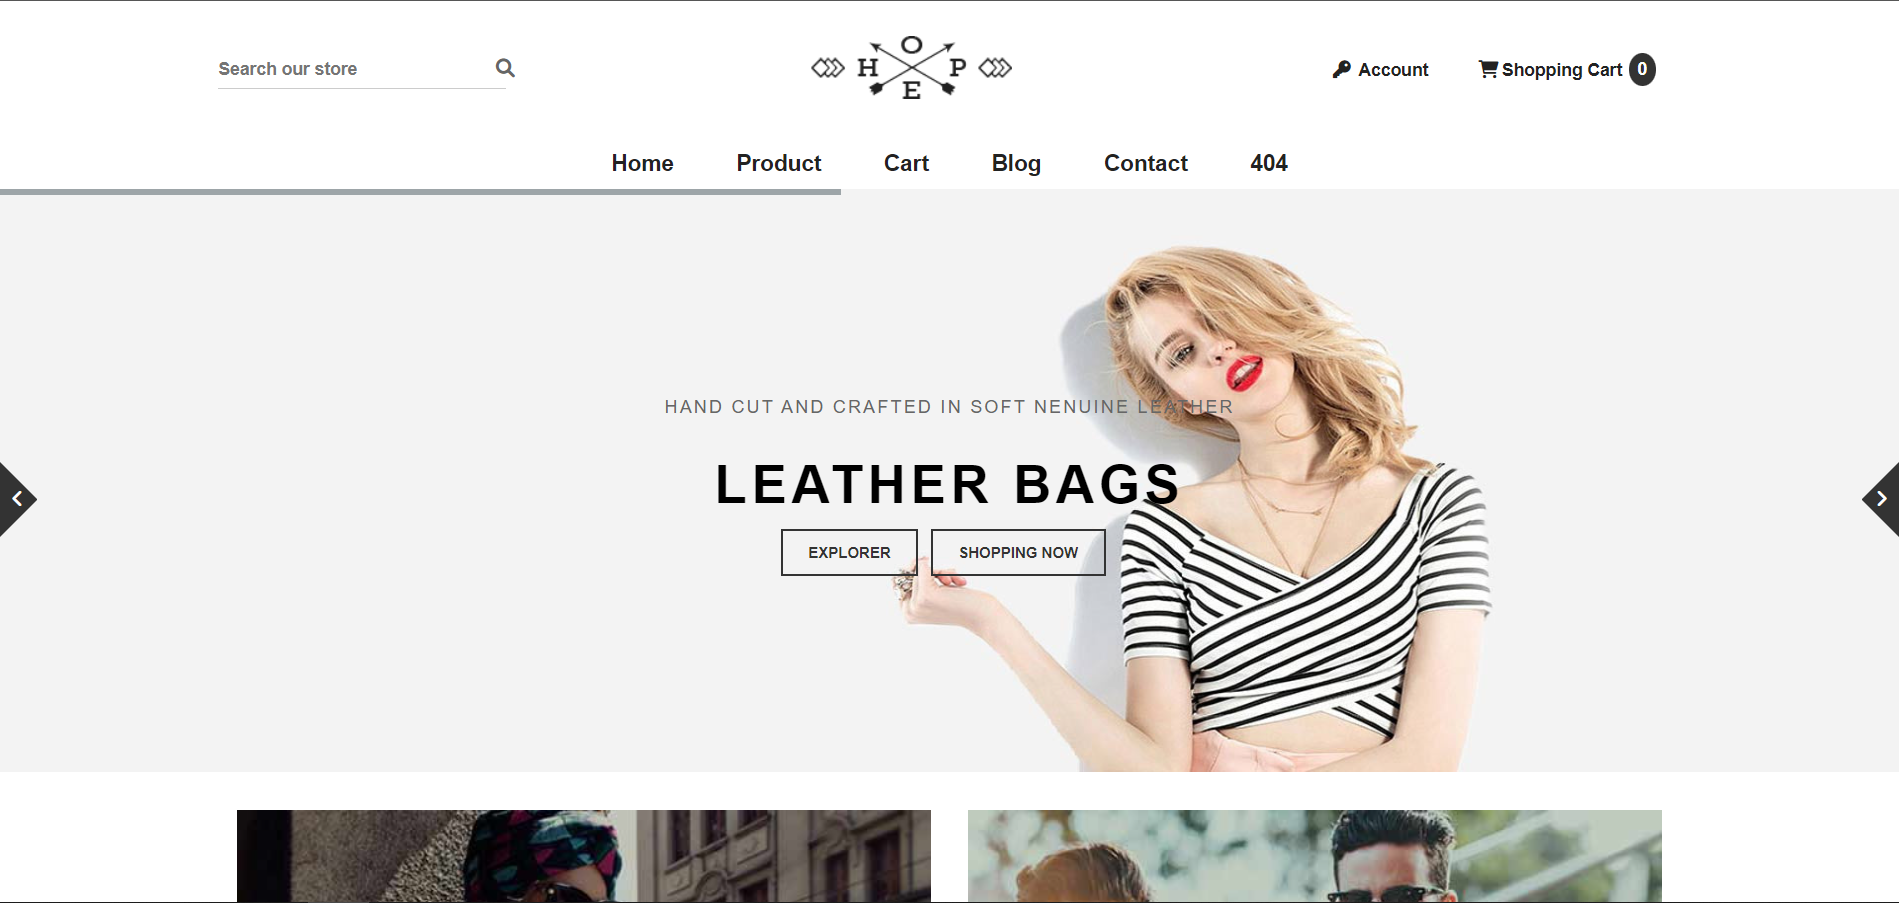 Search our store
H O P E
Account
Shopping Cart 0
Home Product Cart Blog Contact 404
HAND CUT AND CRAFTED IN SOFT NENUINE LEATHER
LEATHER BAGS
EXPLORER SHOPPING NOW